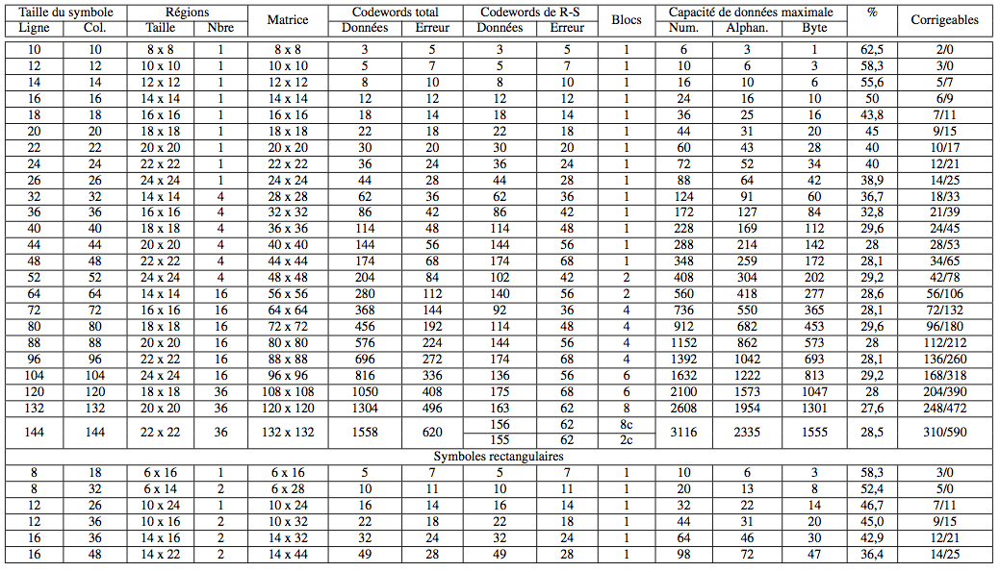 Taille du symbole Régions Matrice Codewords total Codewords de R-S Blocs Capacité de données maximale % Corrigeables
Ligne Col. Taille Nbre Données Erreur Données Erreur Num. Alphan. Byte
10 10 8 x 8 1 8 x 8 3 5 3 5 1 6 3 1 62,5 2/0
12 12 10 x 10 1 10 x 10 5 7 5 7 1 10 6 3 58,3 3/0
14 14 12 x 12 1 12 x 12 8 10 8 10 1 16 10 6 55,6 5/7
16 16 14 x 14 1 14 x 14 12 12 12 12 1 24 16 10 50 6/9
18 18 16 x 16 1 16 x 16 18 14 18 14 1 36 25 16 43,8 7/11
20 20 18 x 18 1 18 x 18 22 18 22 18 1 44 31 20 45 9/15
22 22 20 x 20 1 20 x 20 30 20 30 20 1 60 43 28 40 10/17
24 24 22 x 22 1 22 x 22 36 24 36 24 1 72 52 34 40 12/21
26 26 24 x 24 1 24 x 24 44 28 44 28 1 88 64 42 38,9 14/25
32 32 14 x 14 4 28 x 28 62 36 62 36 1 124 91 60 36,7 18/33
36 36 16 x 16 4 32 x 32 86 42 86 42 1 172 127 84 32,8 21/39
40 40 18 x 18 4 36 x 36 114 48 114 48 1 228 169 112 29,6 24/45
44 44 20 x 20 4 40 x 40 144 56 144 56 1 288 214 142 28 28/53
48 48 22 x 22 4 44 x 44 174 68 174 68 1 348 259 172 28,1 34/65
52 52 24 x 24 4 48 x 48 204 84 102 42 2 408 304 202 29,2 42/78
64 64 14 x 14 16 56 x 56 280 112 140 56 2 560 418 277 28,6 56/106
72 72 16 x 16 16 64 x 64 368 144 92 36 4 736 550 365 28,1 72/132
80 80 18 x 18 16 72 x 72 456 192 114 48 4 912 682 453 29,6 96/180
88 88 20 x 20 16 80 x 80 576 224 144 56 4 1152 862 573 28 112/212
96 96 22 x 22 16 88 x 88 696 272 174 68 4 1392 1042 693 28,1 136/260
104 104 24 x 24 16 96 x 96 816 336 136 56 6 1632 1222 813 29,2 168/318
120 120 18 x 18 36 108 x 108 1050 408 175 68 6 2100 1573 1047 28 204/390
132 132 20 x 20 36 120 x 120 1304 496 163 62 8 2608 1954 1301 27,6 248/472
144 144 22 x 22 36 132 x 132 1558 620 156 62 8c 3116 2335 1555 28,5 310/590
155 62 2c
Symboles rectangulaires
8 18 6 x 16 1 6 x 16 5 7 5 7 1 10 6 3 58,3 3/0
8 32 6 x 14 2 6 x 28 10 11 10 11 1 20 13 8 52,4 5/0
12 26 10 x 24 1 10 x 24 16 14 16 14 1 32 22 14 46,7 7/11
12 36 10 x 16 2 10 x 32 22 18 22 18 1 44 31 20 45,0 9/15
16 36 14 x 16 2 14 x 32 32 24 32 24 1 64 46 30 42,9 12/21
16 48 14 x 22 2 14 x 44 49 28 49 28 1 98 72 47 36,4 14/25